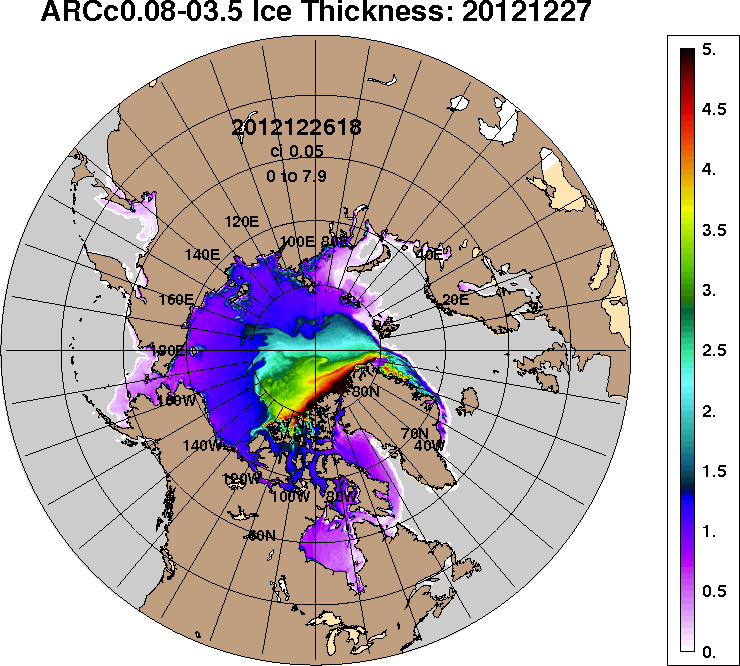 ARCc0.08-03.5 Ice Thickness: 20121227
2012122618
ci 0.05
0 to 7.9
120E
100E 80E
140E
40E
160E
20E
180E
160W
80N
140W
70N
40W
120W
100W 80W
60N
5.
4.5
4.
3.5
3.
2.5
2.
1.5
1.
0.5
0.